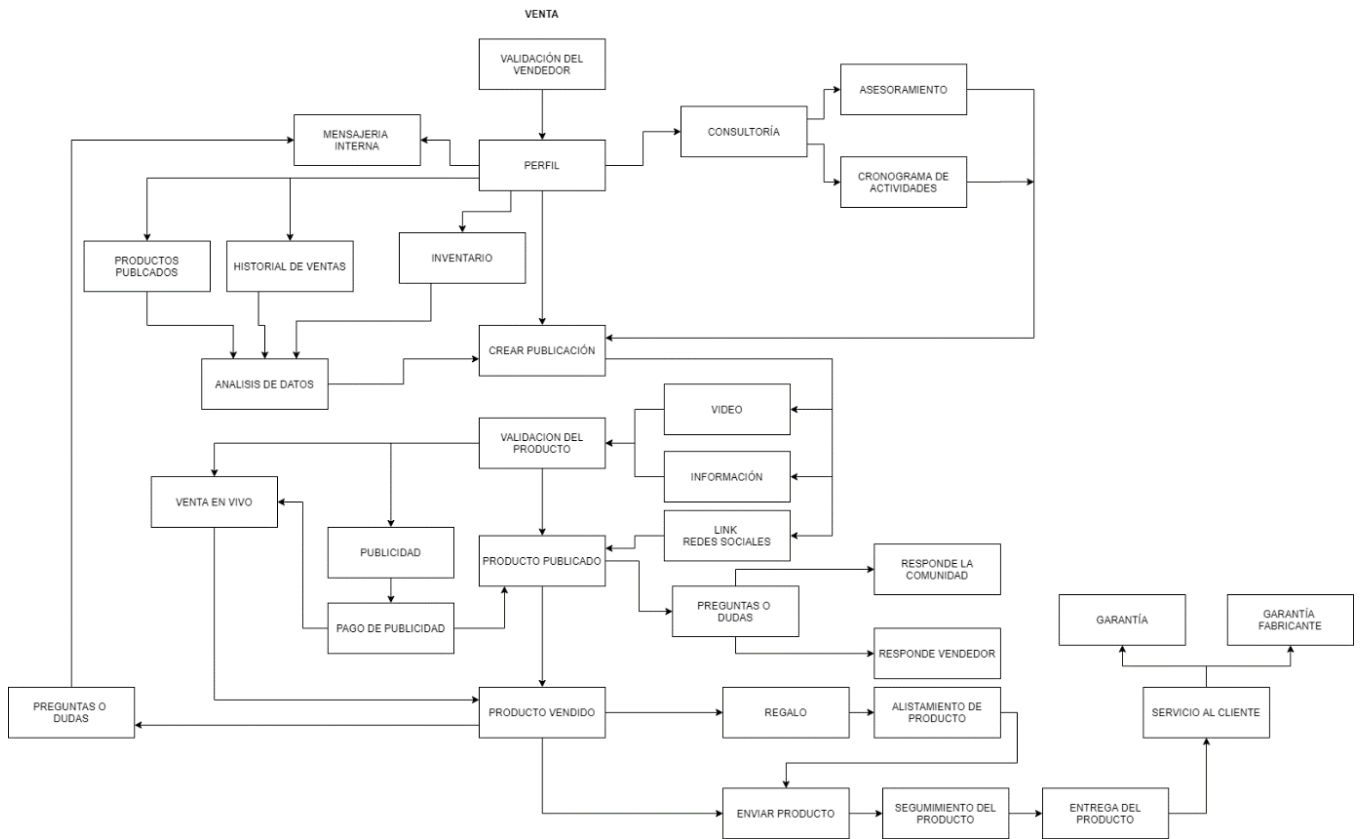 VENTA
VALIDACIÓN DEL
VENDEDOR
ASESORAMIENTO
MENSAJERIA
INTERNA
CONSULTORÍA
PERFIL
CRONOGRAMA DE
ACTIVIDADES
PRODUCTOS
PUBLCADOS
HISTORIAL DE VENTAS
INVENTARIO
CREAR PUBLICACIÓN
ANALISIS DE DATOS
VIDEO
VALIDACION DEL
PRODUCTO
INFORMACIÓN
VENTA EN VIVO
LINK
REDES SOCIALES
PUBLICIDAD
PRODUCTO PUBLICADO
RESPONDE LA
COMUNIDAD
PREGUNTAS O
DUDAS
PAGO DE PUBLICIDAD
GARANTÍA
GARANTÍA
FABRICANTE
RESPONDE VENDEDOR
PREGUNTAS O
DUDAS
PRODUCTO VENDIDO
REGALO
ALISTAMIENTO DE
PRODUCTO
SERVICIO AL CLIENTE
ENVIAR PRODUCTO
SEGUMIMIENTO DEL
PRODUCTO
ENTREGA DEL
PRODUCTO